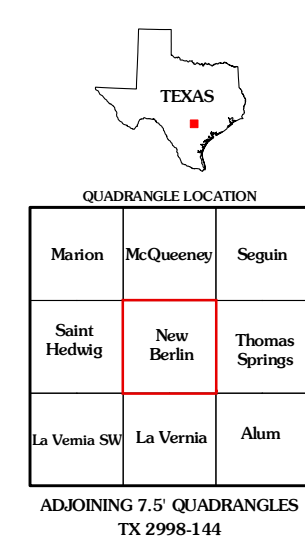 TEXAS
QUADRANGLE LOCATION
Marion McQueeney Seguin
Saint Hedwig New Berlin Thomas Springs
La Vernia SW La Vernia Alum
ADJOINING 7.5' QUADRANGLES
TX 2998-144